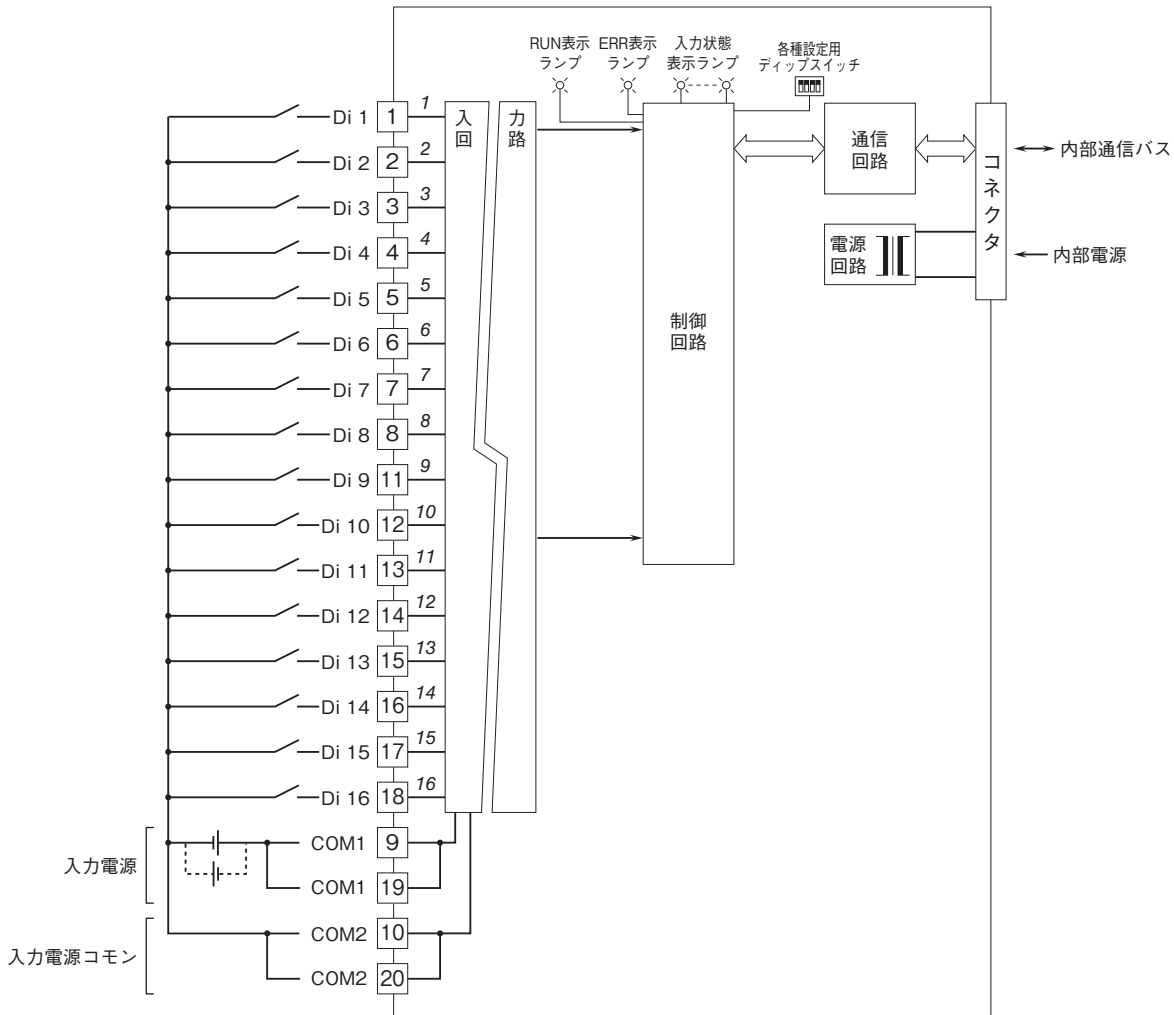 RUN表示
ランプ
ERR表示
ランプ
入力状態
表示ランプ
各種設定用
ディップスイッチ
Di 1 1 1
Di 2 2 2
Di 3 3 3
Di 4 4 4
Di 5 5 5
Di 6 6 6
Di 7 7 7
Di 8 8 8
Di 9 11 9
Di 10 12 10
Di 11 13 11
Di 12 14 12
Di 13 15 13
Di 14 16 14
Di 15 17 15
Di 16 18 16
入力
回路
制御
回路
通信
回路
電源
回路
コネクタ
内部通信バス
内部電源
入力電源
COM1 9
COM1 19
入力電源コモン
COM2 10
COM2 20